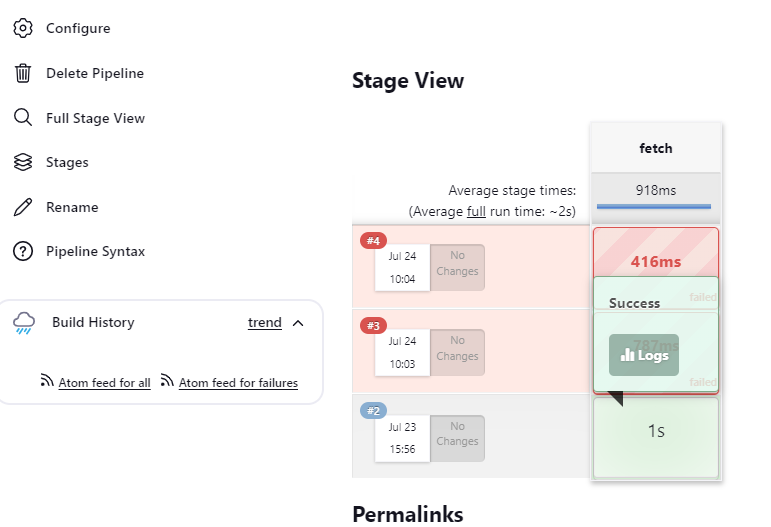 Configure
Delete Pipeline
Full Stage View
Stages
Rename
Pipeline Syntax
Build History
trend
Atom feed for all
Atom feed for failures
Stage View
fetch
Average stage times:
(Average full run time: ~2s)
918ms
#4
Jul 24
10:04
No
Changes
416ms
failed
Success
#3
Jul 24
10:03
No
Changes
787ms
Logs
failed
#2
Jul 23
15:56
No
Changes
1s
Permalinks